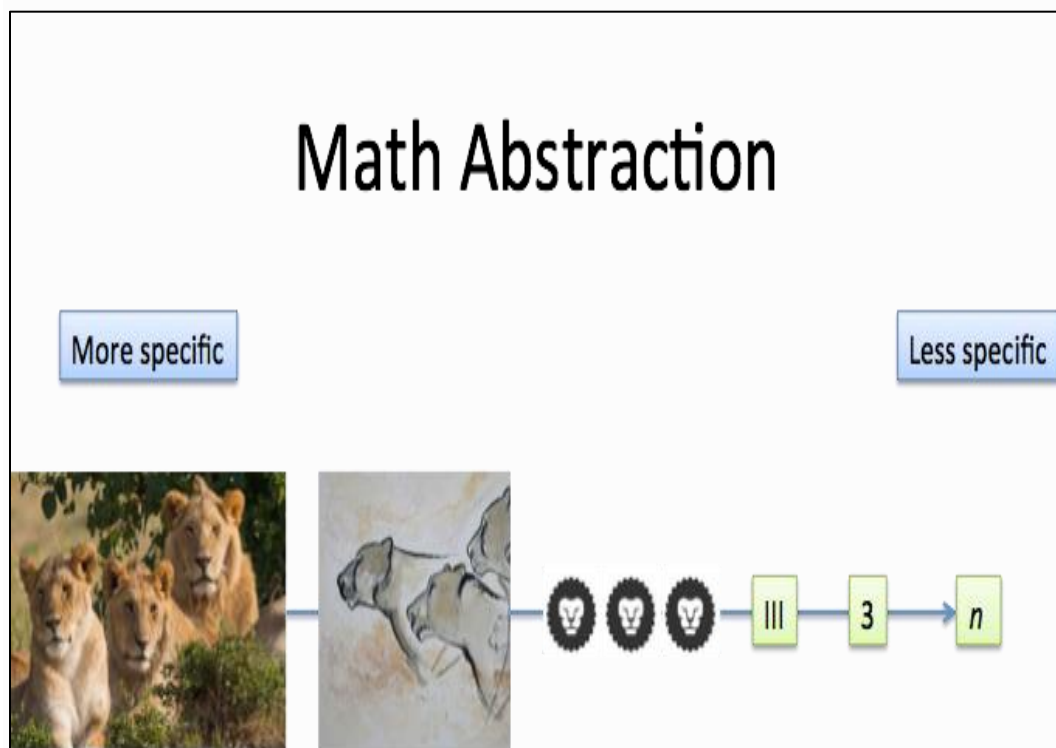 Math Abstraction
More specific
Less specific
III
3
n